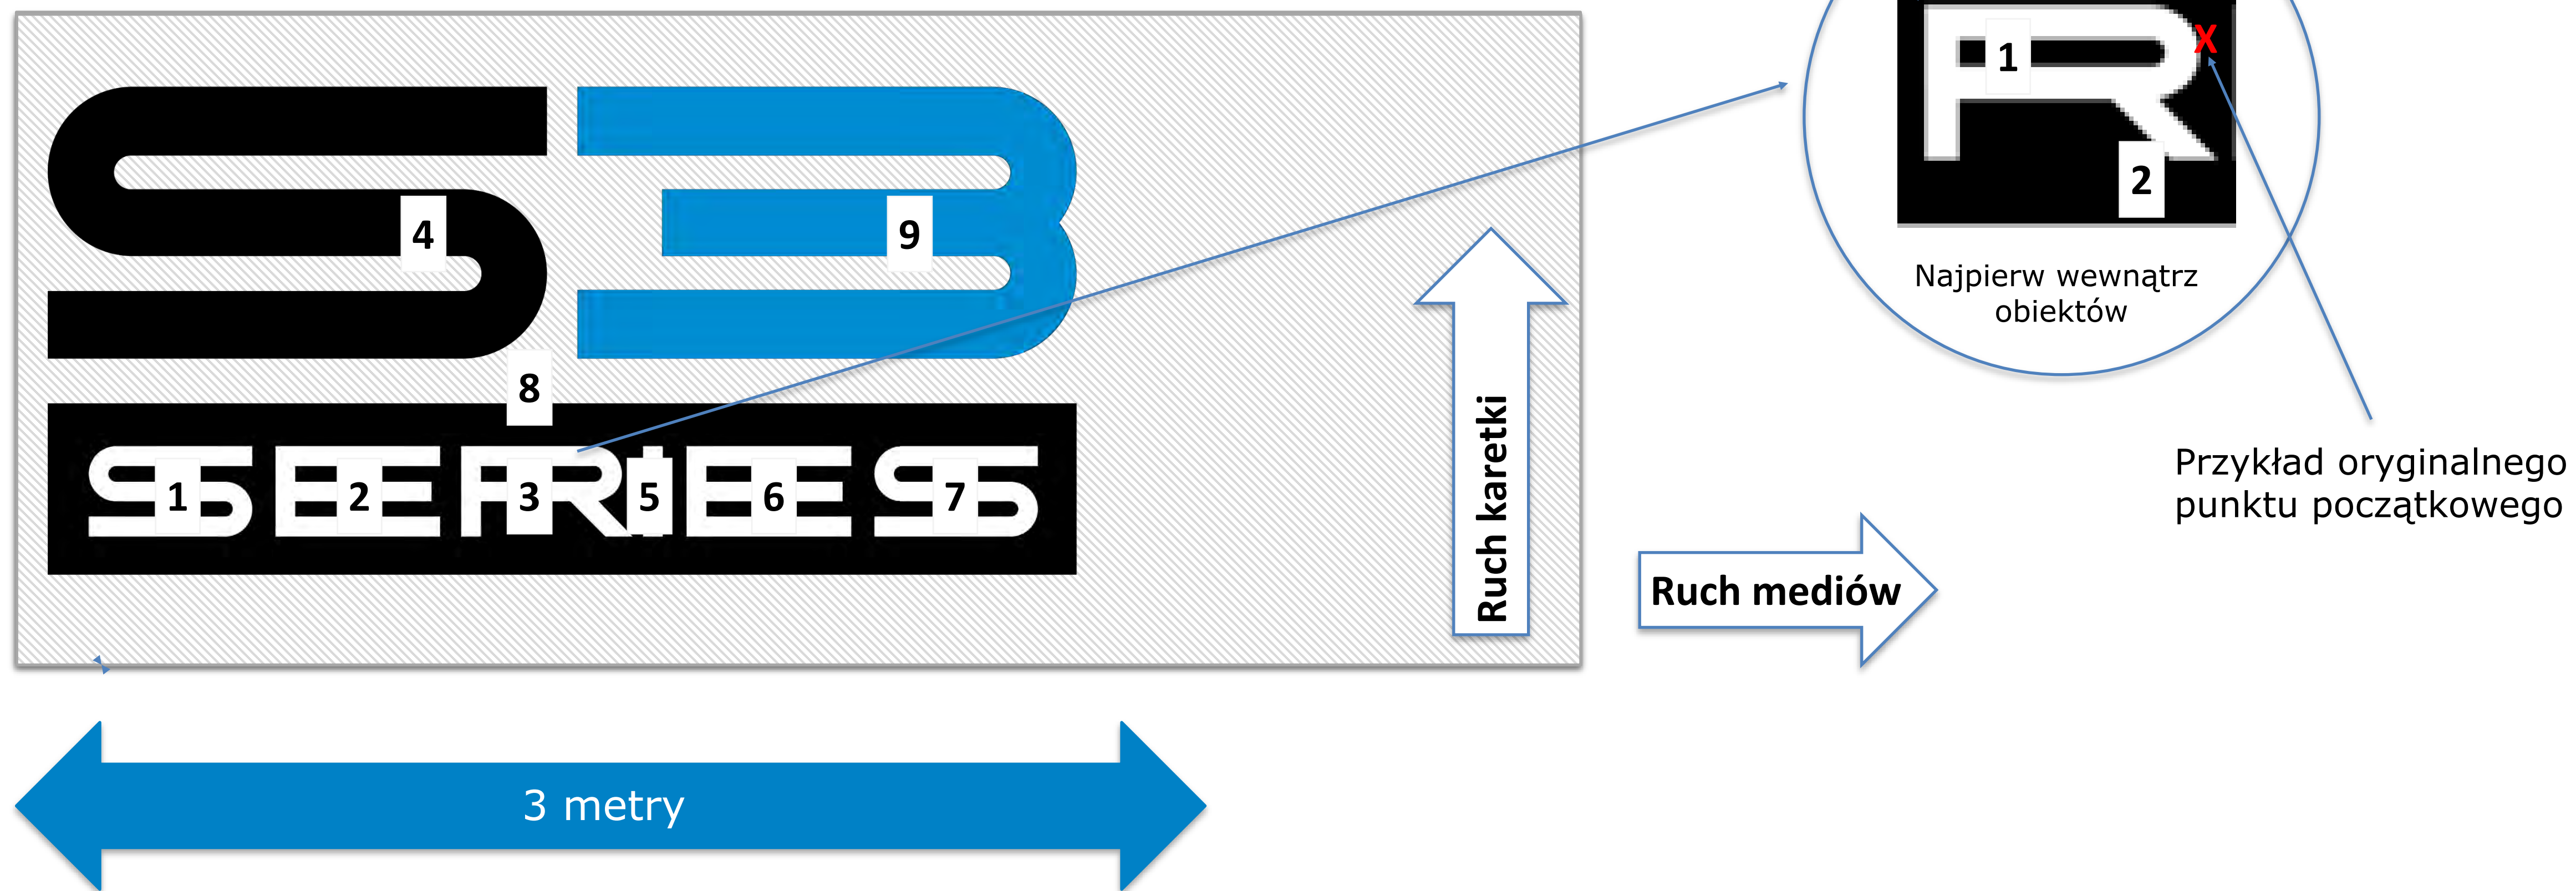 4
9
8
SERIES
1
2
3
5
6
7
Ruch karetki
3 metry
Ruch mediów
1
X
2
Najpierw wewnątrz
obiektów
Przykład oryginalnego
punktu początkowego